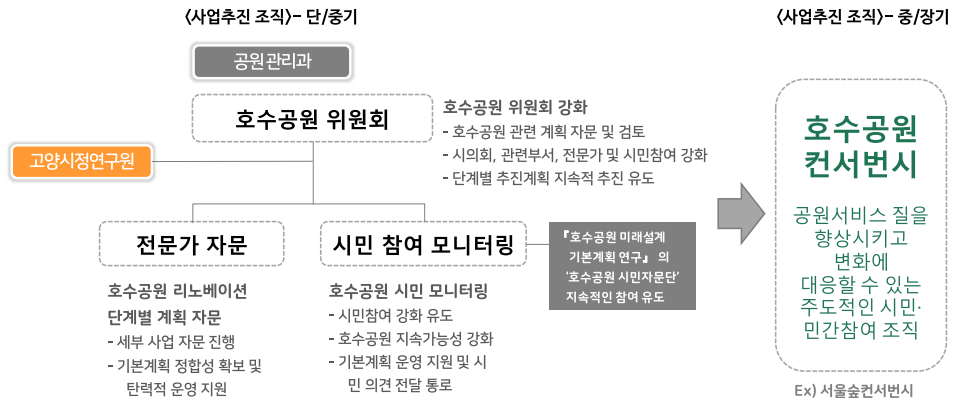 〈사업추진 조직〉- 단/중기
〈사업추진 조직〉- 중/장기
공원관리과
호수공원 위원회
고양시정연구원
호수공원 위원회 강화
- 호수공원 관련 계획 자문 및 검토
- 시의회, 관련부서, 전문가 및 시민참여 강화
- 단계별 추진계획 지속적 추진 유도
전문가 자문
호수공원 리노베이션
단계별 계획 자문
- 세부 사업 자문 진행
- 기본계획 정합성 확보 및
탄력적 운영 지원
시민 참여 모니터링
호수공원 시민 모니터링
- 시민참여 강화 유도
- 호수공원 지속가능성 강화
- 기본계획 운영 지원 및 시
민 의견 전달 통로
『호수공원 미래설계
기본계획 연구』 의
‘호수공원 시민자문단’
지속적인 참여 유도
호수공원
컨서번시
공원서비스 질을
향상시키고
변화에
대응할 수 있는
주도적인 시민·
민간참여 조직
Ex) 서울숲컨서번시